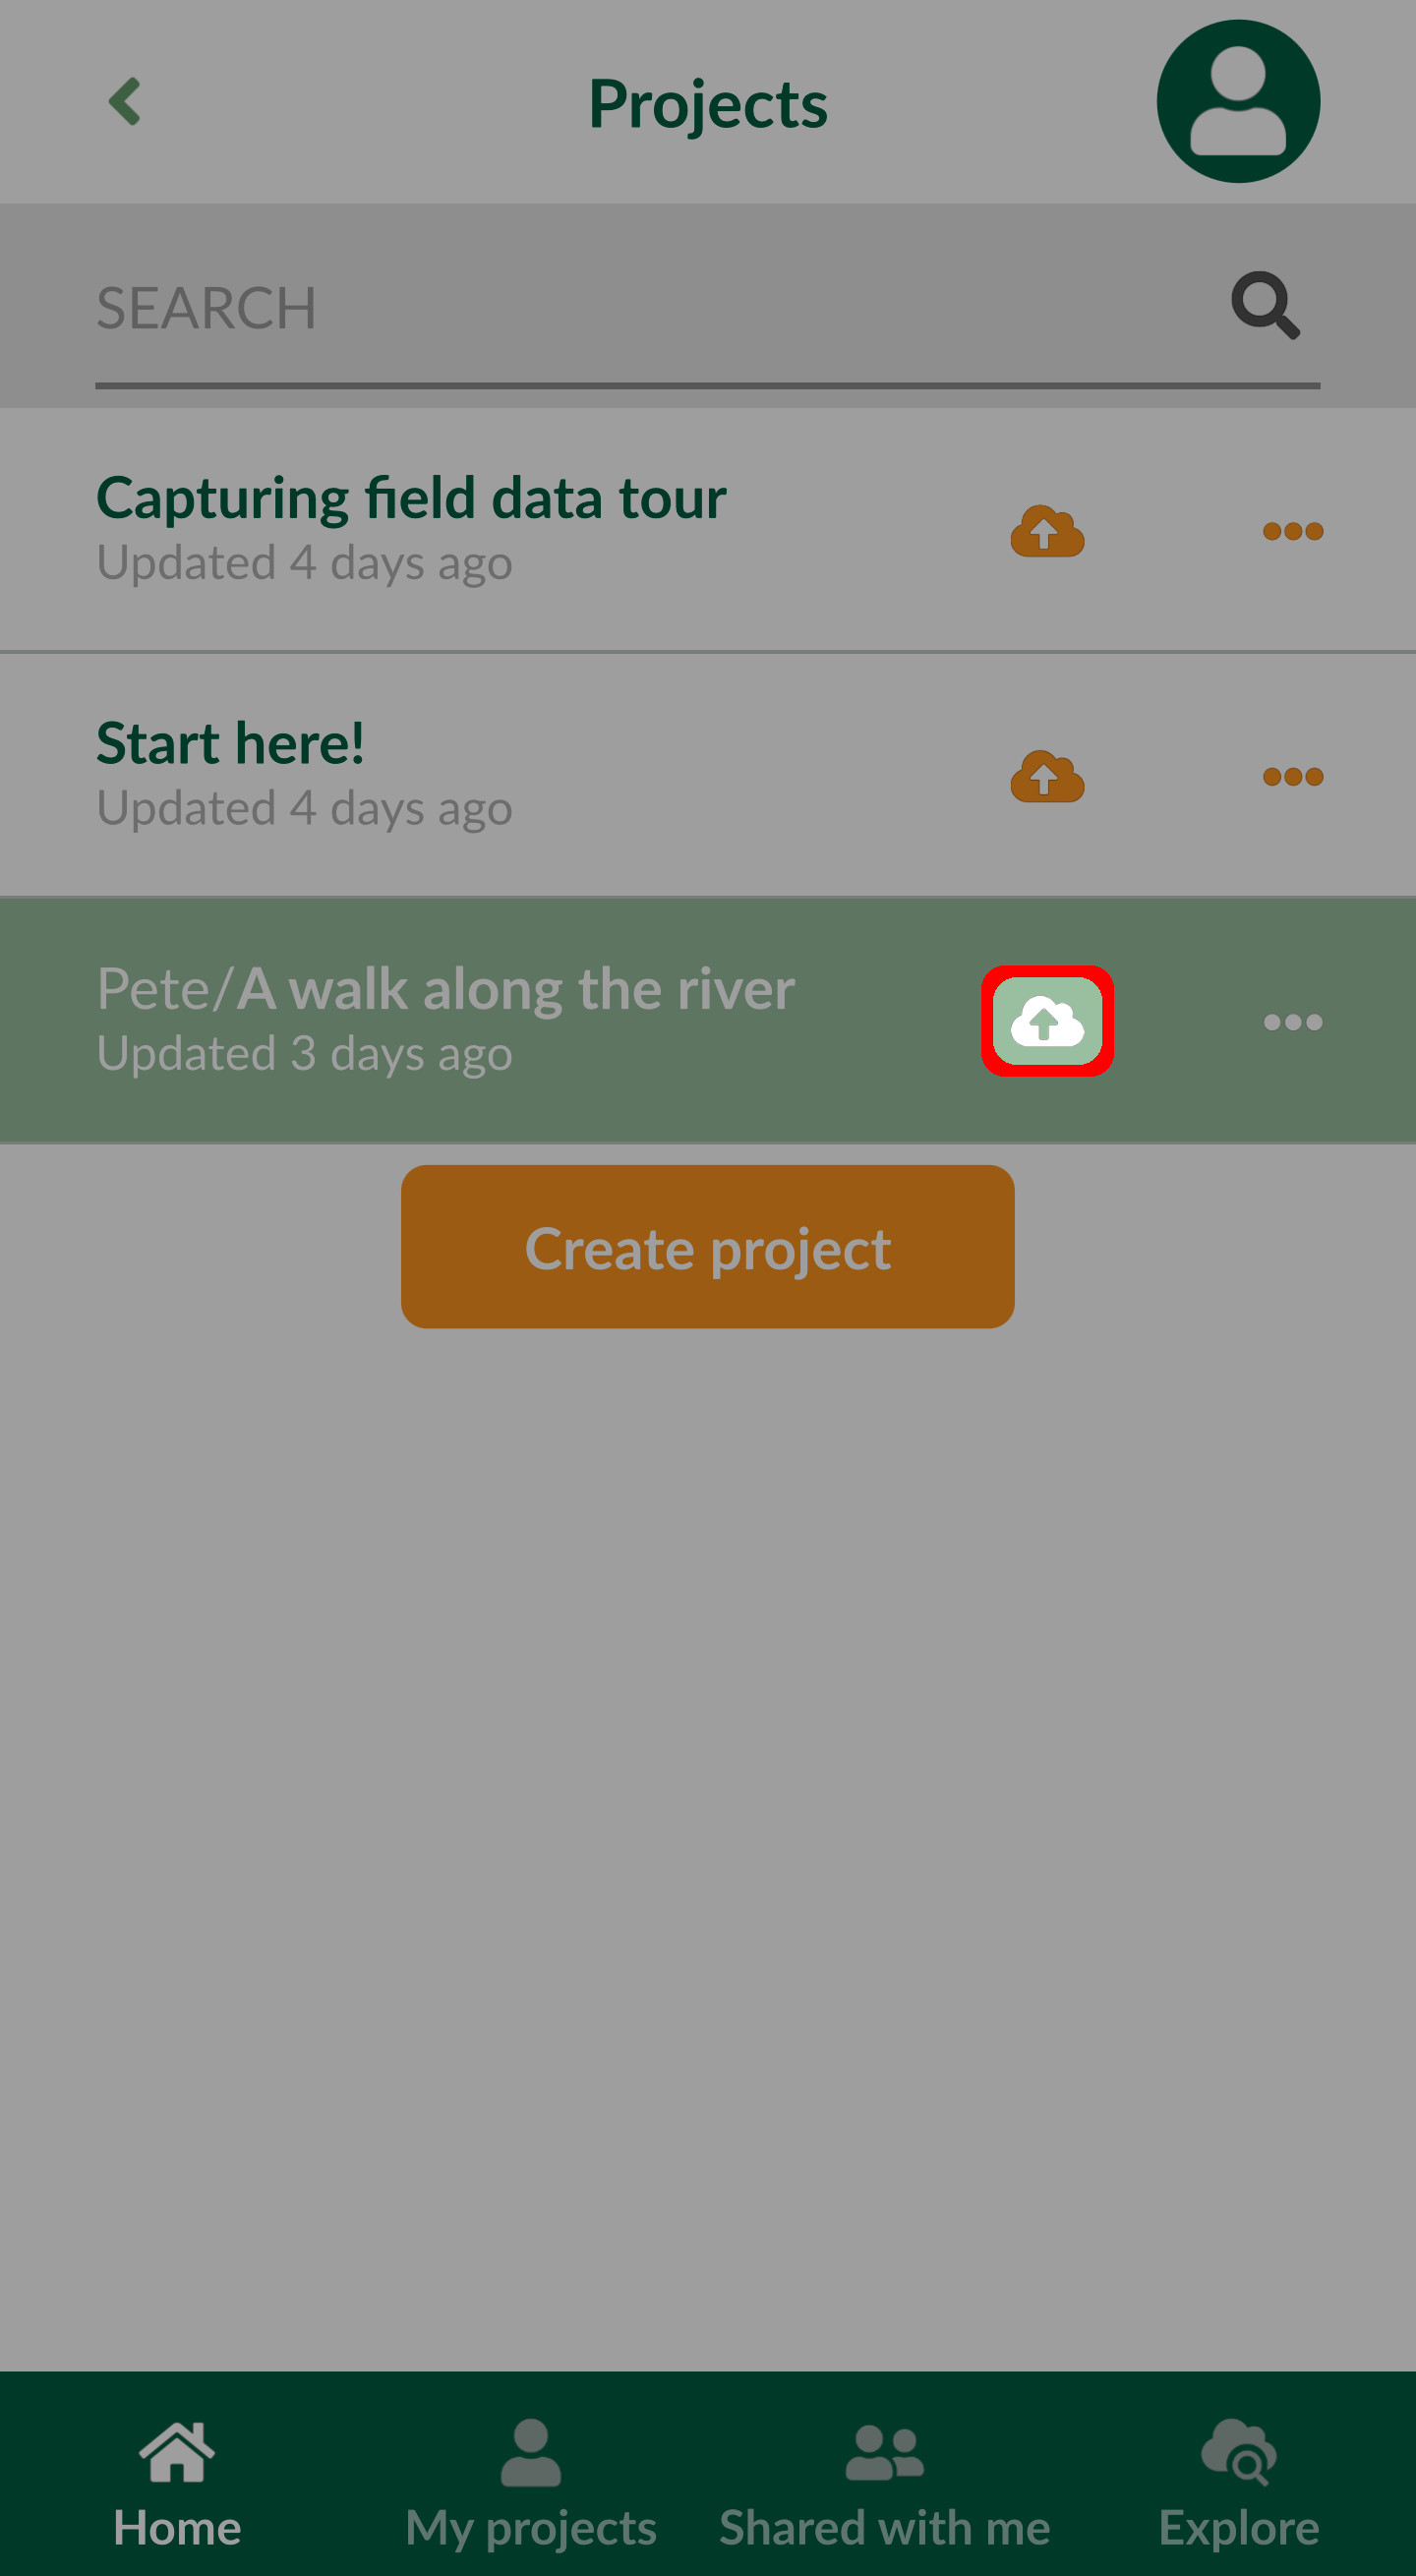 Projects
SEARCH
Capturing field data tour
Updated 4 days ago
Start here!
Updated 4 days ago
Pete/A walk along the river
Updated 3 days ago
Create project
Home My projects Shared with me Explore